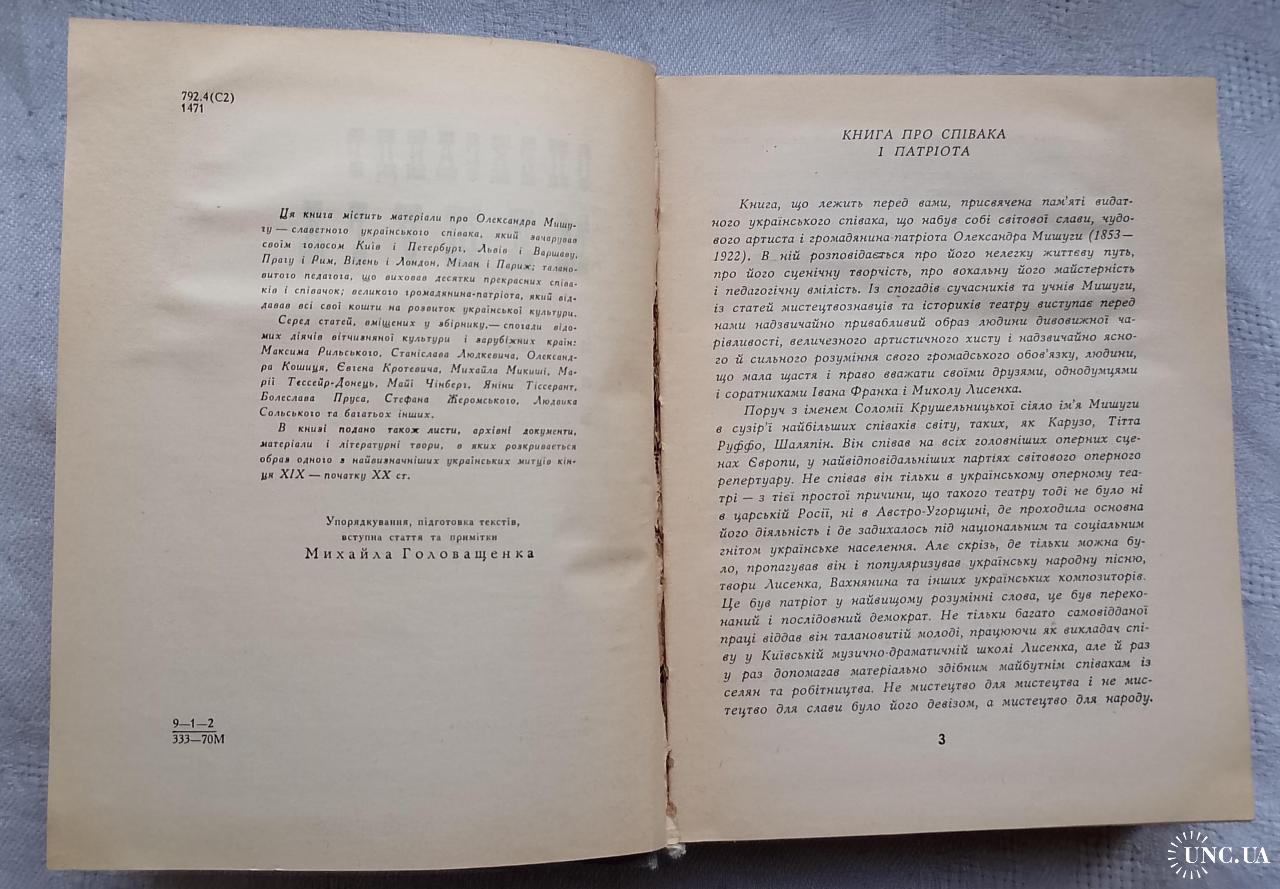 792.4(С2)
1471
Ця книга містить матеріали про Олександра Мишу-
гу — славетного українського співака, який зачарував
своїм голосом Київ і Петербург, Львів і Варшаву,
Прагу і Рим, Відень і Лондон, Мілан і Париж; талано-
витого педагога, що виховав десятки прекрасних співа-
ків і співачок; великого громадянина-патріота, який від-
давав всі свої кошти на розвиток української культури.
Серед статей, вміщених у збірнику,— спогади відо-
мих діячів вітчизняної культури і зарубіжних країн:
Максима Рильського, Станіслава Людкевича, Олександ-
ра Кошиця, Євгена Кротевича, Михайла Микиші, Ма-
рії Тессейр-Донець, Майї Чінберг, Яніни Тіссерант,
Болеслава Пруса, Стефана Жеромського, Людвика
Сольського та багатьох інших.
В книзі подано також листи, архівні документи,
матеріали і літературні твори, в яких розкривається
образ одного з найвизначніших українських митців кін-
ця XIX — початку XX ст.
Упорядкування, підготовка текстів,
вступна стаття та примітки
Михайла Головащенка
9—1—2
333—70М
КНИГА ПРО СПІВАКА
І ПАТРІОТА
Книга, що лежить перед вами, присвячена пам'яті видат-
ного українського співака, що набув собі світової слави, чудо-
вого артиста і громадянина-патріота Олександра Мишуги (1853—
1922). В ній розповідається про його нелегку життєву путь,
про його сценічну творчість, про вокальну його майстерність
і педагогічну вмілість. Із спогадів сучасників та учнів Мишуги,
із статей мистецтвознавців та істориків театру виступає перед
нами надзвичайно привабливий образ людини дивовижної ча-
рівливості, величезного артистичного хисту і надзвичайно ясно-
го й сильного розуміння свого громадського обов'язку, людини,
що мала щастя і право вважати своїми друзями, однодумцями
і соратниками Івана Франка і Миколу Лисенка.
Поруч з іменем Соломії Крушельницької сіяло ім'я Мишуги
в сузір'ї найбільших співаків світу, таких, як Карузо, Тітта
Руффо, Шаляпін. Він співав на всіх головніших оперних сце-
нах Європи, у найвідповідальніших партіях світового оперного
репертуару. Не співав він тільки в українському оперному теа-
трі — з тієї простої причини, що такого театру тоді не було ні
в царській Росії, ні в Австро-Угорщині, де проходила основна
його діяльність і де задихалось під національним та соціальним
гнітом українське населення. Але скрізь, де тільки можна бу-
ло, пропагував він і популяризував українську народну пісню,
твори Лисенка, Вахнянина та інших українських композиторів.
Це був патріот у найвищому розумінні слова, це був переко-
наний і послідовний демократ. Не тільки багато самовідданої
праці віддав він талановитій молоді, працюючи як викладач спі-
ву у Київській музично-драматичній школі Лисенка, але й раз
у раз допомагав матеріально здібним майбутнім співакам із
селян та робітництва. Не мистецтво для мистецтва і не мис-
тецтво для слави було його девізом, а мистецтво для народу.
3
UNC.UA